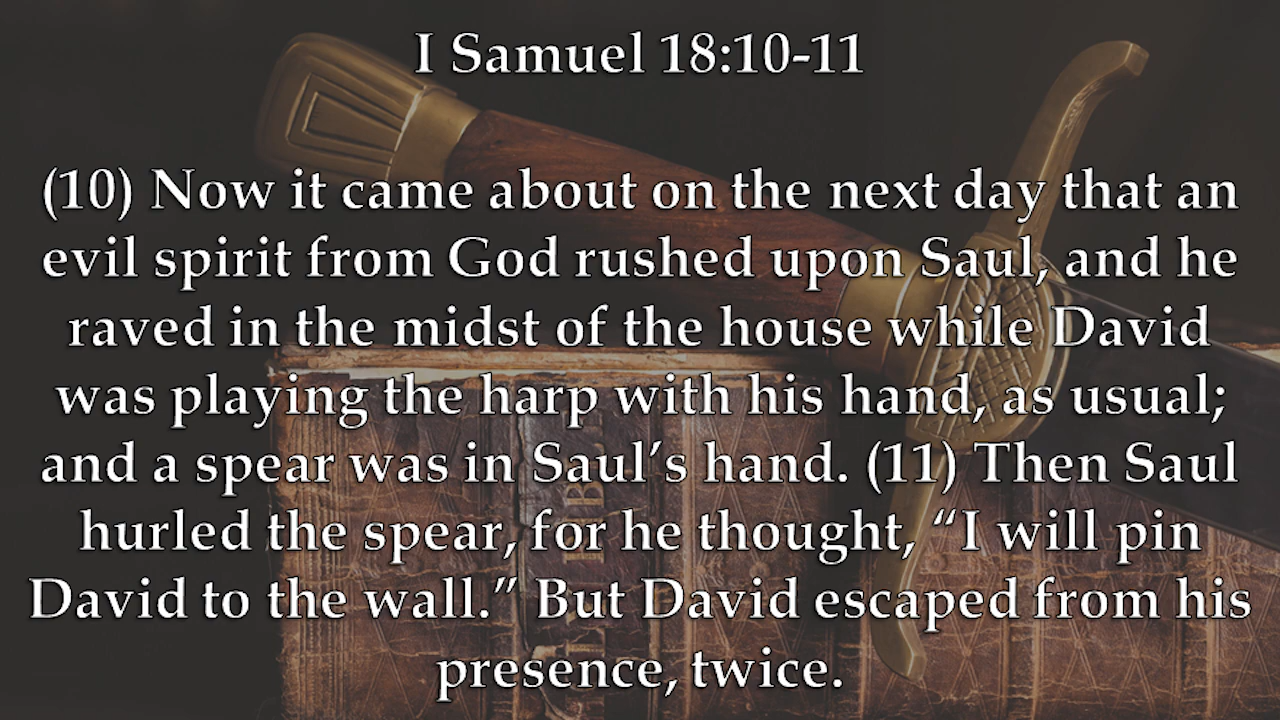 I Samuel 18:10-11
(10) Now it came about on the next day that an
evil spirit from God rushed upon Saul, and he
raved in the midst of the house while David
was playing the harp with his hand, as usual;
and a spear was in Saul’s hand. (11) Then Saul
hurled the spear, for he thought, “I will pin
David to the wall.” But David escaped from his
presence, twice.